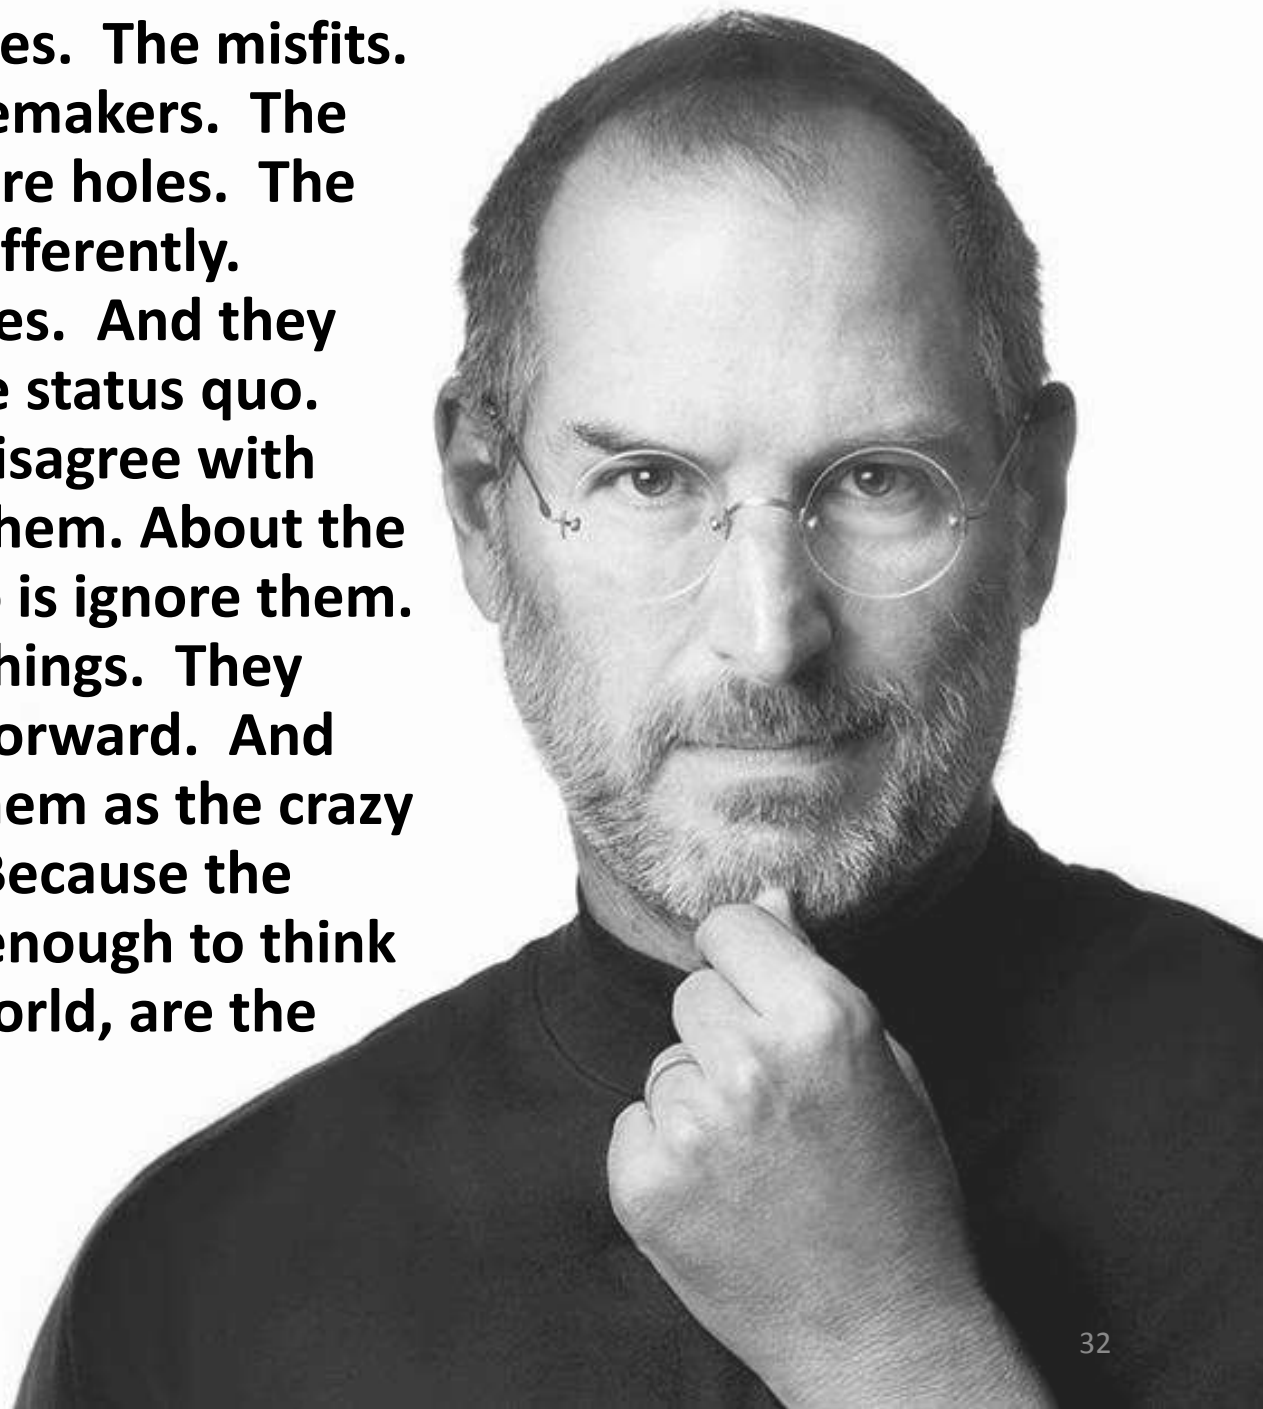 es.  The misfits.
emakers.  The
re holes.  The
fferently.
es.  And they
e status quo.
isagree with
hem. About the
is ignore them.
hings.  They
orward.  And
hem as the crazy
Because the
enough to think
orld, are the
32